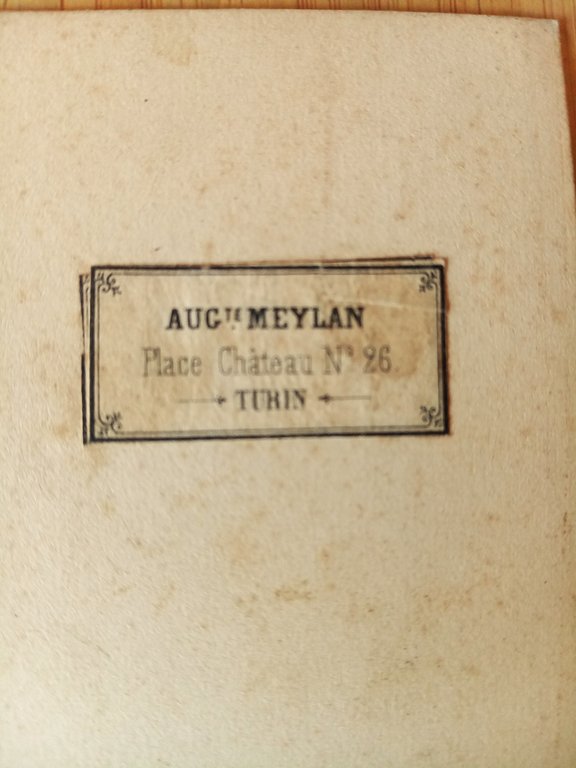 AUGᵗᵉ MEYLAN
Place Château Nº 26
TURIN